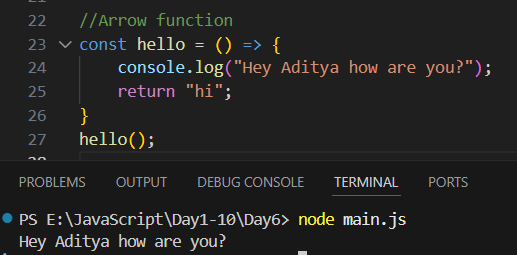 22 //Arrow function
23 const hello = () => {
24 console.log("Hey Aditya how are you?");
25 return "hi";
26 }
27 hello();
PROBLEMS OUTPUT DEBUG CONSOLE TERMINAL PORTS
PS E:\JavaScript\Day1-10\Day6> node main.js
Hey Aditya how are you?